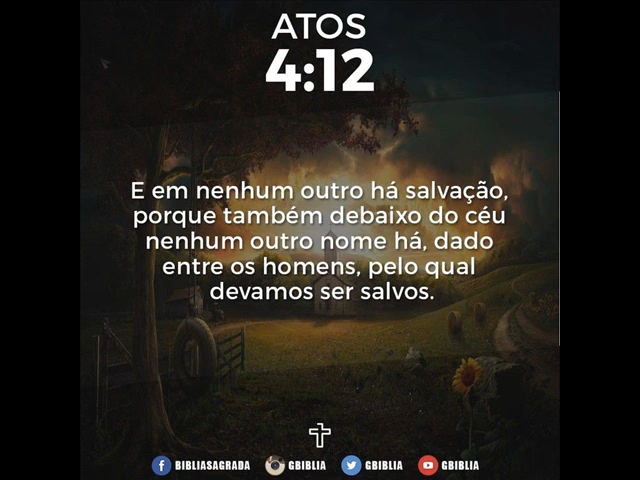 ATOS
4:12
E em nenhum outro há salvação,
porque também debaixo do céu
nenhum outro nome há, dado
entre os homens, pelo qual
devamos ser salvos.
BIBLIASAGRADA GBIBLIA GBIBLIA GBIBLIA